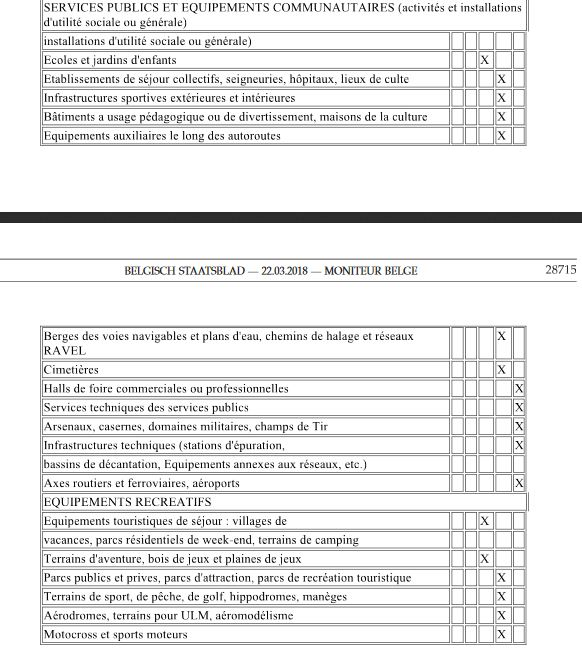 SERVICES PUBLICS ET EQUIPEMENTS COMMUNAUTAIRES (activités et installations
d'utilité sociale ou générale)
installations d'utilité sociale ou générale)
Ecoles et jardins d'enfants X
Etablissements de séjour collectifs, seigneuries, hôpitaux, lieux de culte X
Infrastructures sportives extérieures et intérieures X
Bâtiments a usage pédagogique ou de divertissement, maisons de la culture X
Equipements auxiliaires le long des autoroutes X
BELGISCH STAATSBLAD — 22.03.2018 — MONITEUR BELGE 28715
Berges des voies navigables et plans d'eau, chemins de halage et réseaux X
RAVEL
Cimetières X
Halls de foire commerciales ou professionnelles X
Services techniques des services publics X
Arsenaux, casernes, domaines militaires, champs de Tir X
Infrastructures techniques (stations d'épuration, X
bassins de décantation, Equipements annexes aux réseaux, etc.)
Axes routiers et ferroviaires, aéroports X
EQUIPEMENTS RECREATIFS
Equipements touristiques de séjour : villages de X
vacances, parcs résidentiels de week-end, terrains de camping
Terrains d'aventure, bois de jeux et plaines de jeux X
Parcs publics et prives, parcs d'attraction, parcs de recréation touristique X
Terrains de sport, de pêche, de golf, hippodromes, manèges X
Aérodromes, terrains pour ULM, aéromodélisme X
Motocross et sports moteurs X